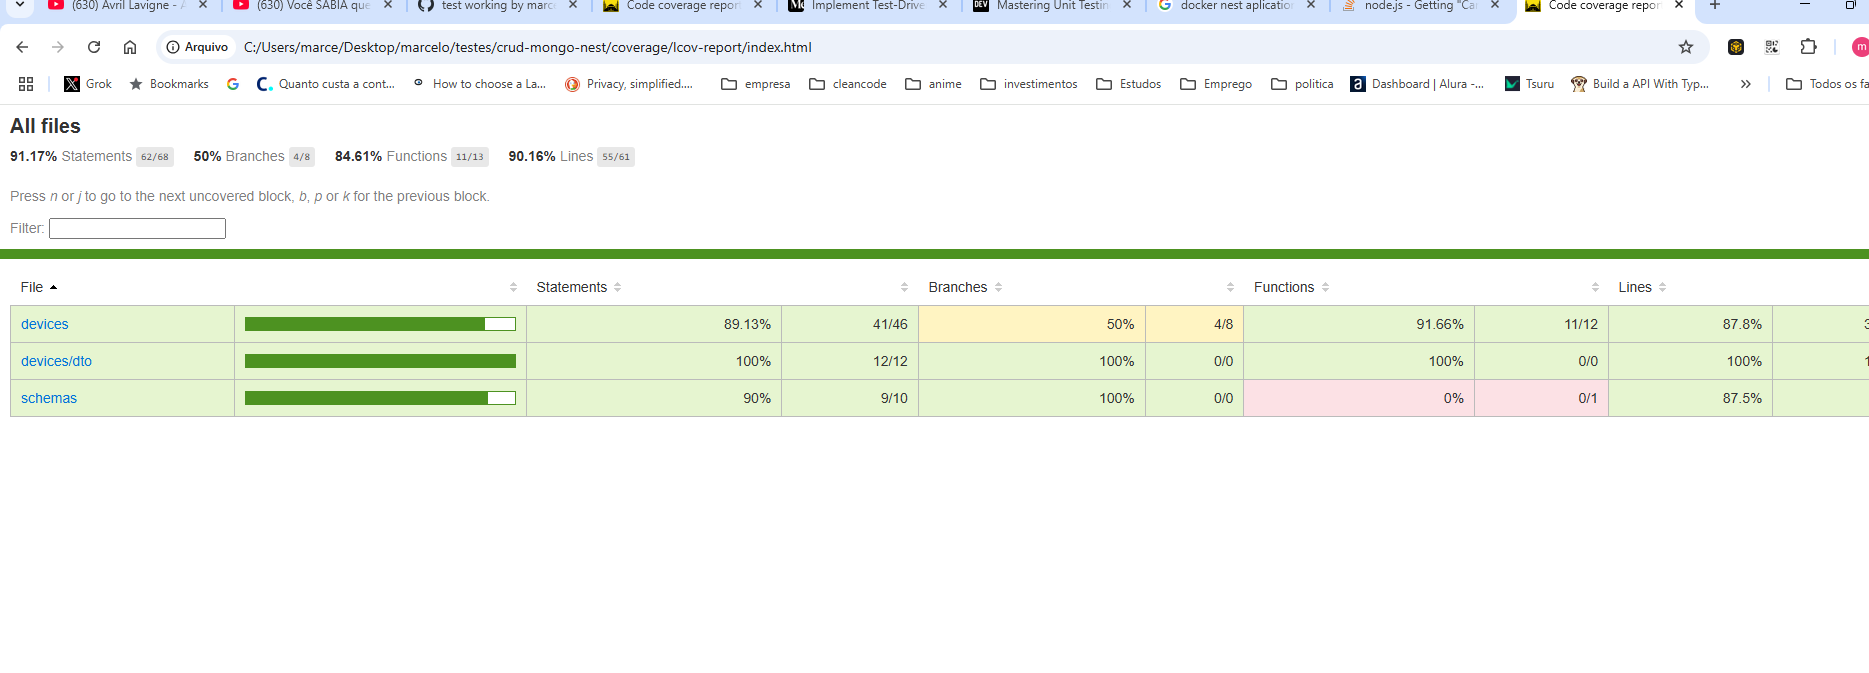 (630) Avril Lavigne - A
(630) Você SABIA que
test working by marc
Code coverage report
Implement Test-Drive
DEV
Mastering Unit Testin
docker nest aplication
node.js - Getting "Ca
Code coverage report
Arquivo
C:/Users/marce/Desktop/marcelo/testes/crud-mongo-nest/coverage/lcov-report/index.html
m
Grok
Bookmarks
Quanto custa a cont...
How to choose a La...
Privacy, simplified....
empresa
cleancode
anime
investimentos
Estudos
Emprego
politica
a
Dashboard | Alura -...
Tsuru
Build a API With Typ...
Todos os fa
All files
91.17% Statements 62/68 50% Branches 4/8 84.61% Functions 11/13 90.16% Lines 55/61
Press n or j to go to the next uncovered block, b, p or k for the previous block.
Filter:
File Statements Branches Functions Lines
devices 89.13% 41/46 50% 4/8 91.66% 11/12 87.8% 3
devices/dto 100% 12/12 100% 0/0 100% 0/0 100% 1
schemas 90% 9/10 100% 0/0 0% 0/1 87.5%